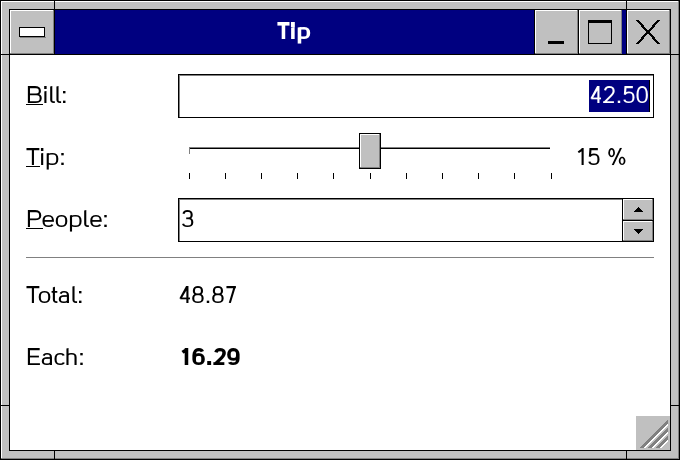 Tip
Bill: 42.50
Tip: 15 %
People: 3
Total: 48.87
Each: 16.29